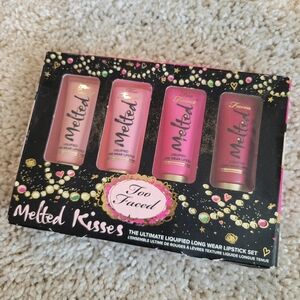 Melted
Melted
Melted
Melted
Too
Faced
Melted Kisses
THE ULTIMATE LIQUIFIED LONG WEAR LIPSTICK SET
L'ENSEMBLE ULTIME DE ROUGES À LÈVRES TEXTURE LIQUIDE LONGUE TENUE